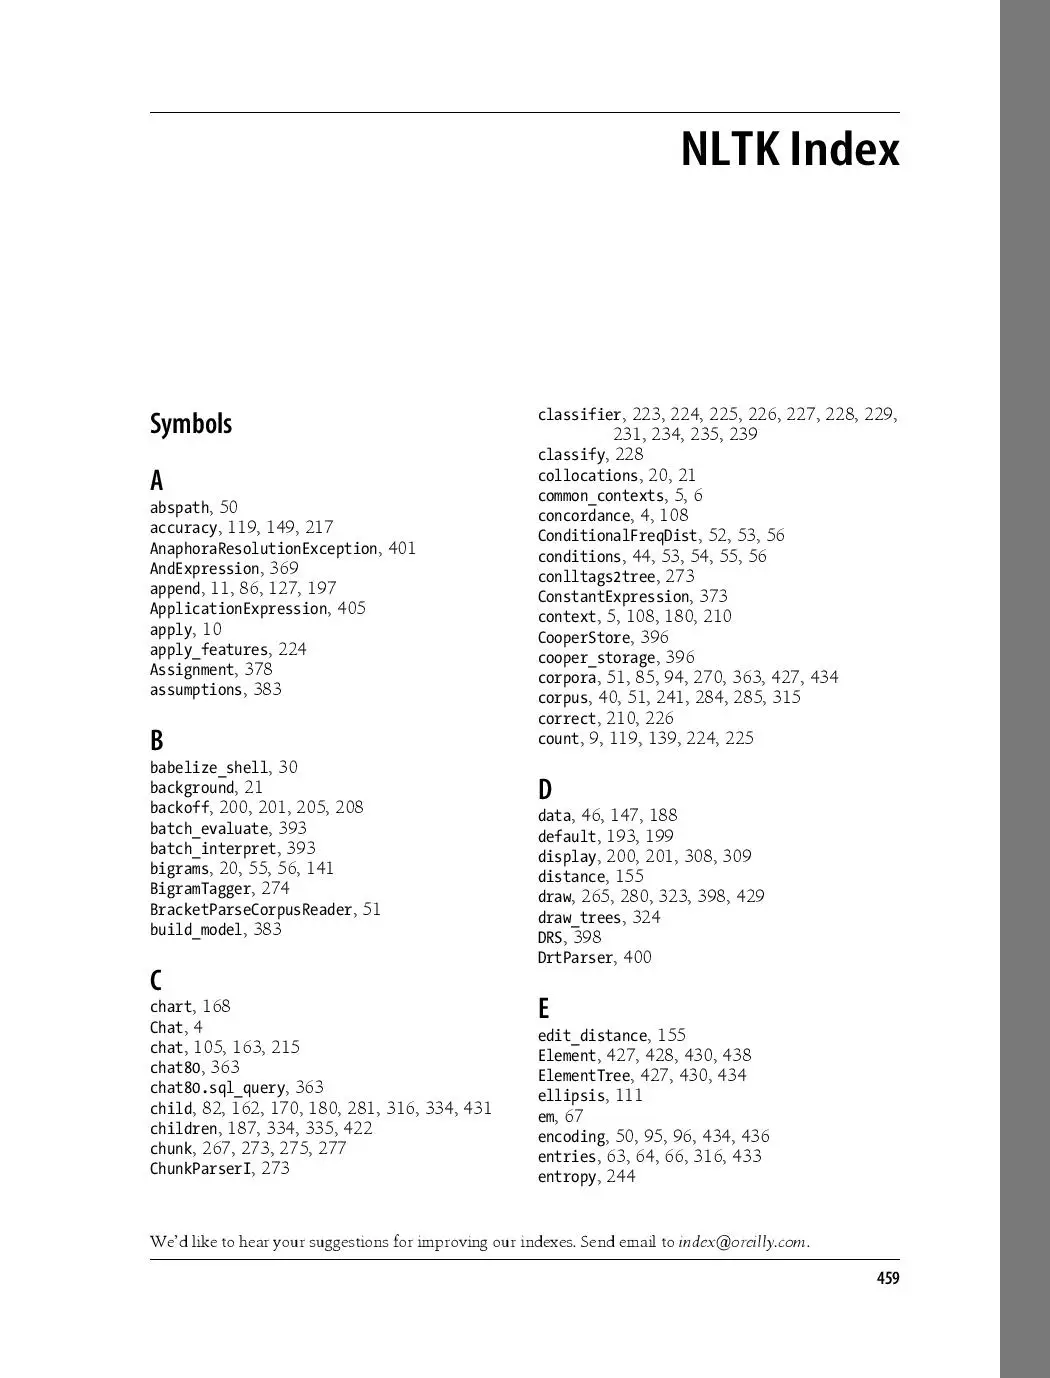 NLTK Index
Symbols
A
abspath, 50
accuracy, 119, 149, 217
AnaphoraResolutionException, 401
AndExpression, 369
append, 11, 86, 127, 197
ApplicationExpression, 405
apply, 10
apply_features, 224
Assignment, 378
assumptions, 383
B
babelize_shell, 30
background, 21
backoff, 200, 201, 205, 208
batch_evaluate, 393
batch_interpret, 393
bigrams, 20, 55, 56, 141
BigramTagger, 274
BracketParseCorpusReader, 51
build_model, 383
C
chart, 168
Chat, 4
chat, 105, 163, 215
chat80, 363
chat80.sql_query, 363
child, 82, 162, 170, 180, 281, 316, 334, 431
children, 187, 334, 335, 422
chunk, 267, 273, 275, 277
ChunkParserI, 273
classifier, 223, 224, 225, 226, 227, 228, 229,
231, 234, 235, 239
classify, 228
collocations, 20, 21
common_contexts, 5, 6
concordance, 4, 108
ConditionalFreqDist, 52, 53, 56
conditions, 44, 53, 54, 55, 56
conlltags2tree, 273
ConstantExpression, 373
context, 5, 108, 180, 210
CooperStore, 396
cooper_storage, 396
corpora, 51, 85, 94, 270, 363, 427, 434
corpus, 40, 51, 241, 284, 285, 315
correct, 210, 226
count, 9, 119, 139, 224, 225
D
data, 46, 147, 188
default, 193, 199
display, 200, 201, 308, 309
distance, 155
draw, 265, 280, 323, 398, 429
draw_trees, 324
DRS, 398
DrtParser, 400
E
edit_distance, 155
Element, 427, 428, 430, 438
ElementTree, 427, 430, 434
ellipsis, 111
em, 67
encoding, 50, 95, 96, 434, 436
entries, 63, 64, 66, 316, 433
entropy, 244
We'd like to hear your suggestions for improving our indexes. Send email to index@oreilly.com.
459